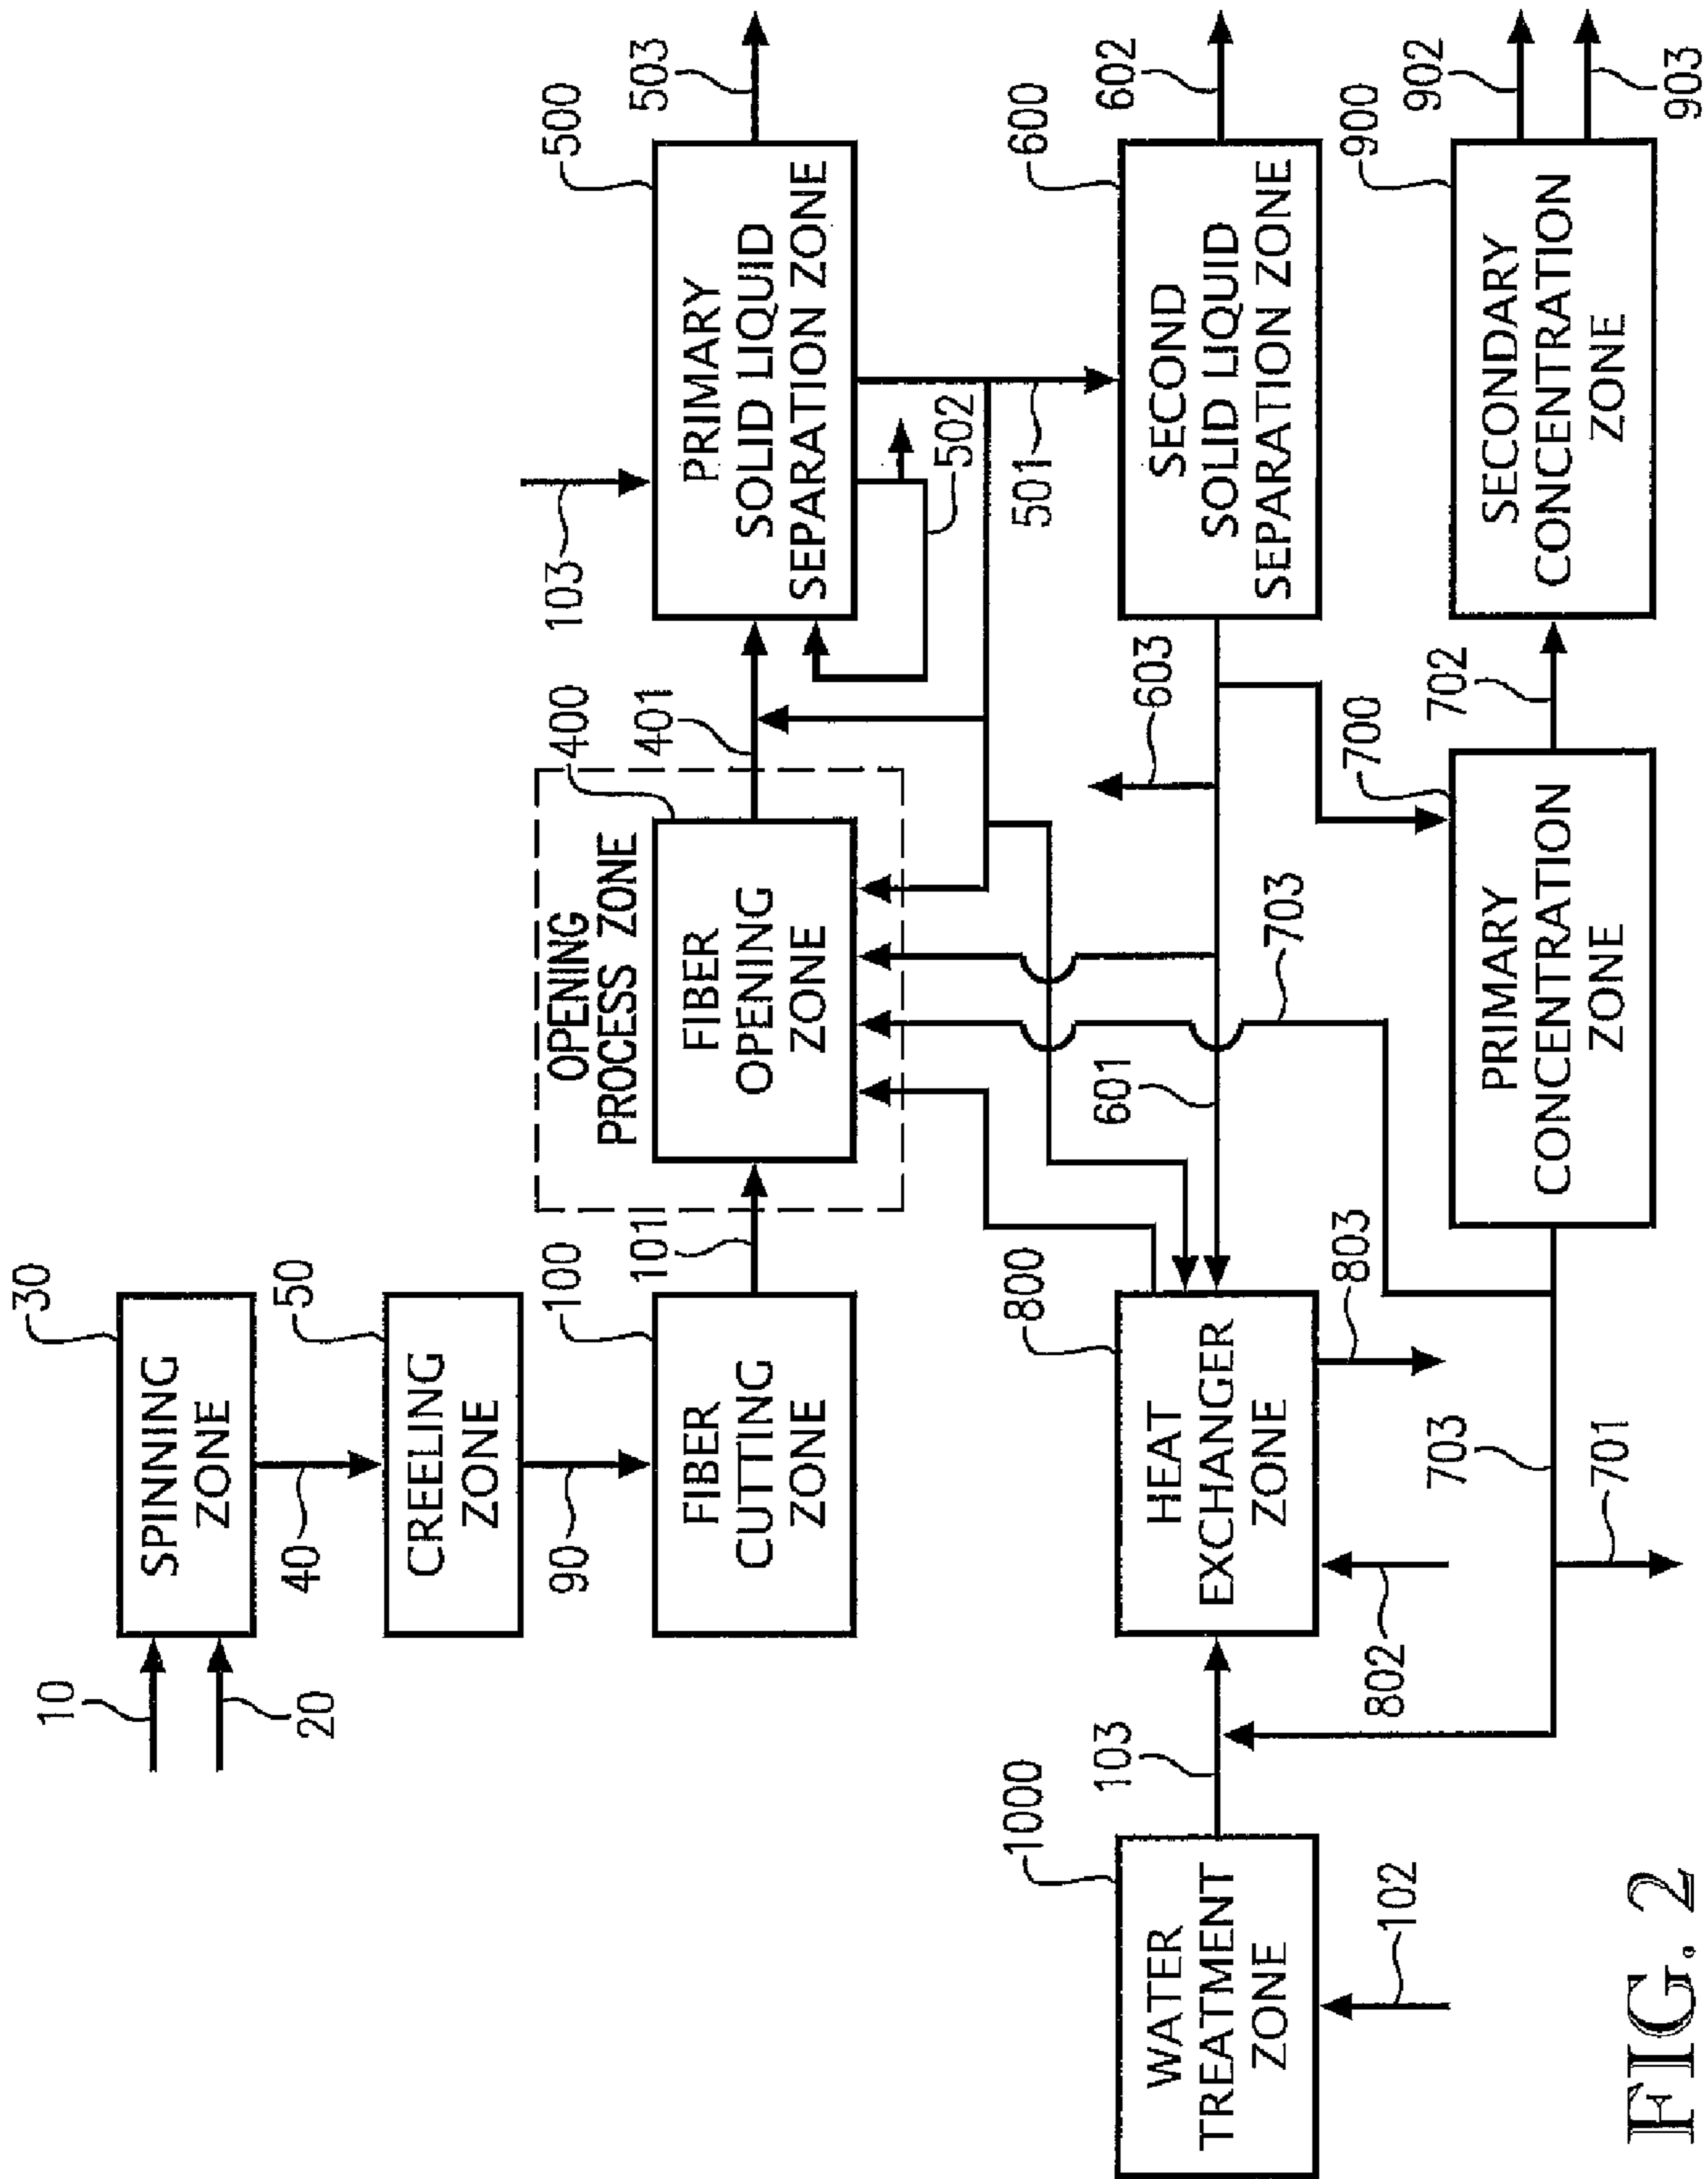 10
20
30
SPINNING
ZONE
40
50
CREELING
ZONE
90
100
FIBER
CUTTING
ZONE
101
OPENING
PROCESS ZONE
400
FIBER
OPENING
ZONE
401
103
500
PRIMARY
SOLID LIQUID
SEPARATION ZONE
503
502
501
1000
WATER
TREATMENT
ZONE
102
103
800
HEAT
EXCHANGER
ZONE
802
803
601
603
703
600
SECOND
SOLID LIQUID
SEPARATION ZONE
602
703
701
700
PRIMARY
CONCENTRATION
ZONE
702
900
SECONDARY
CONCENTRATION
ZONE
902
903
FIG. 2